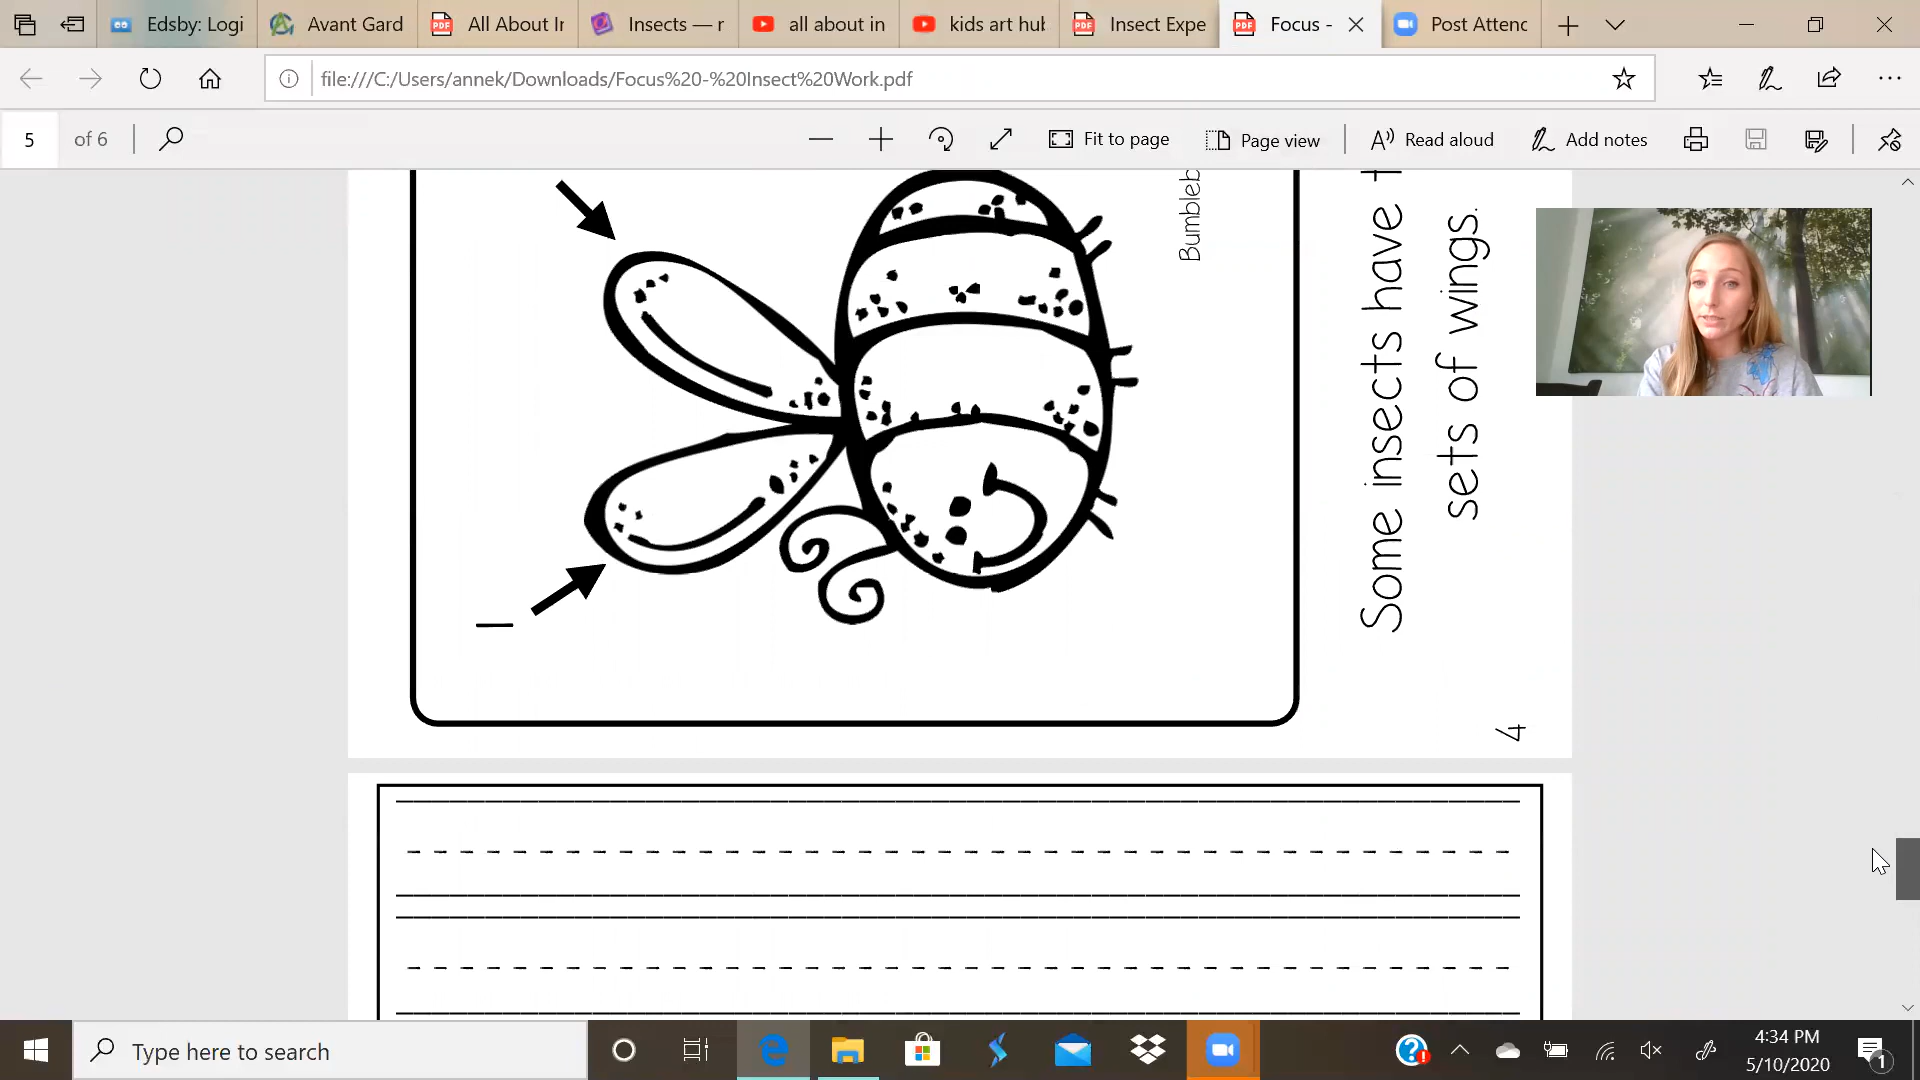 Edsby: Logi
Avant Gard
All About Ir
Insects — r
all about in
kids art hub
Insect Expe
Focus -
Post Attenc
file:///C:/Users/annek/Downloads/Focus%20-%20Insect%20Work.pdf
5 of 6
Fit to page
Page view
Read aloud
Add notes
Bumbleb
Some insects have t
sets of wings.
4
Type here to search
4:34 PM
5/10/2020
1